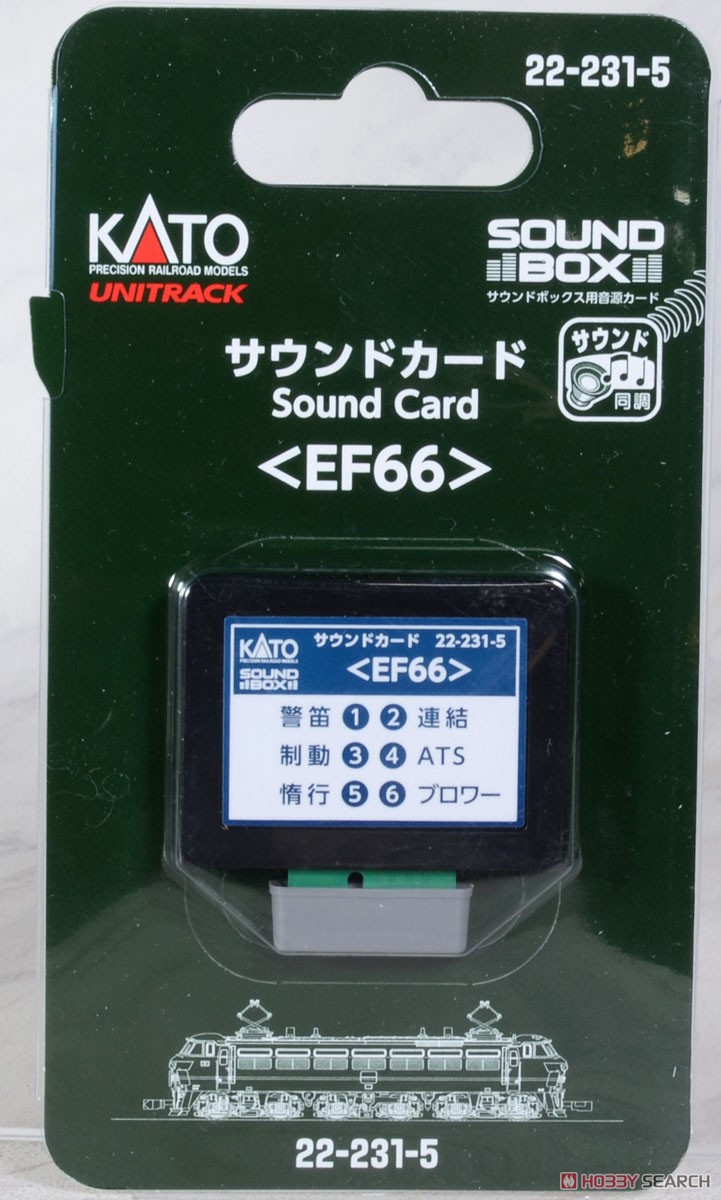 22-231-5
KATO
PRECISION RAILROAD MODELS
UNITRACK
SOUND
BOX
サウンドボックス用音源カード
サウンド
同調
サウンドカード
Sound Card
<EF66>
KATO
PRECISION RAILROAD MODELS
SOUND
BOX
サウンドカード 22-231-5
<EF66>
警笛 1 2 連結
制動 3 4 ATS
惰行 5 6 ブロワー
22-231-5
HOBBY SEARCH